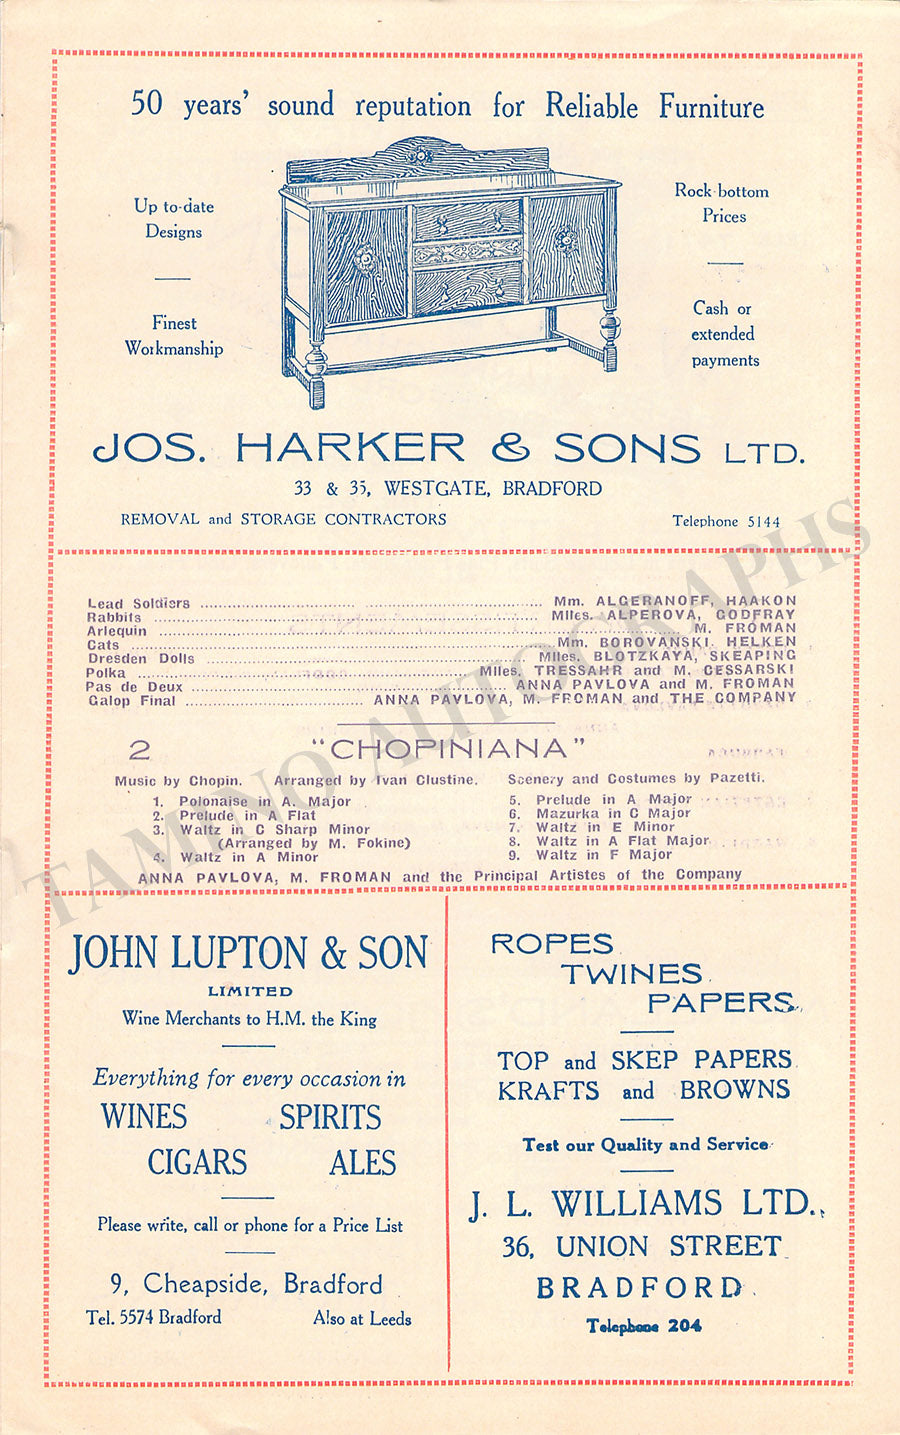 50 years' sound reputation for Reliable Furniture
Up to-date
Designs
Finest
Workmanship
Rock bottom
Prices
Cash or
extended
payments
JOS. HARKER & SONS LTD.
33 & 35, WESTGATE, BRADFORD
REMOVAL and STORAGE CONTRACTORS Telephone 5144
Lead Soldiers ... Mm. ALGERANOFF, HAAKON
Rabbits ... Mlles. ALPEROVA, GODFRAY
Arlequin ... M. FROMAN
Cats ... Mm. BOROVANSKI, HELKEN
Dresden Dolls ... Mlles. BLOTZKAYA, SKEAPING
Polka ... Mlles. TRESSAHR and M. CESSARSKI
Pas de Deux ... ANNA PAVLOVA and M. FROMAN
Galop Final ... ANNA PAVLOVA, M. FROMAN and THE COMPANY
2 "CHOPINIANA"
Music by Chopin. Arranged by Ivan Clustine. Scenery and Costumes by Pazetti.
1. Polonaise in A. Major
2. Prelude in A Flat
3. Waltz in C Sharp Minor
(Arranged by M. Fokine)
4. Waltz in A Minor
5. Prelude in A Major
6. Mazurka in C Major
7. Waltz in E Minor
8. Waltz in A Flat Major
9. Waltz in F Major
ANNA PAVLOVA, M. FROMAN and the Principal Artistes of the Company
JOHN LUPTON & SON
LIMITED
Wine Merchants to H.M. the King
Everything for every occasion in
WINES SPIRITS
CIGARS ALES
Please write, call or phone for a Price List
9, Cheapside, Bradford
Tel. 5574 Bradford Also at Leeds
ROPES
TWINES
PAPERS
TOP and SKEP PAPERS
KRAFTS and BROWNS
Test our Quality and Service
J. L. WILLIAMS LTD.,
36, UNION STREET
BRADFORD
Telephone 204
TAMINO AUTOGRAPHS